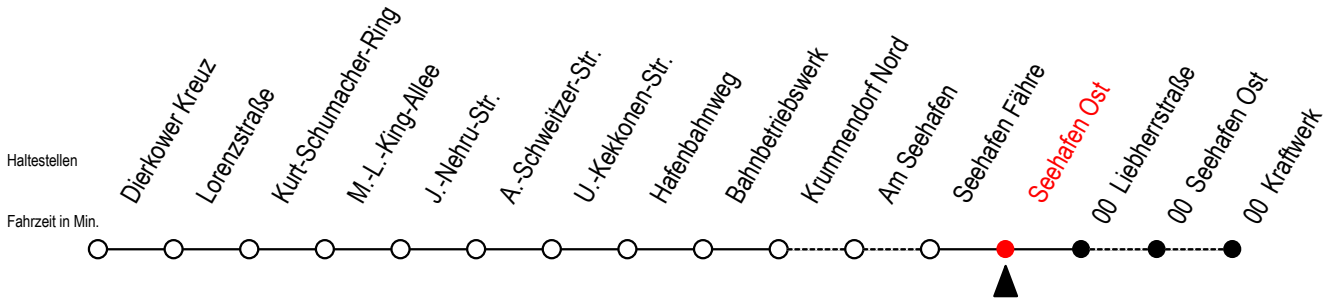 Haltestellen
Fahrzeit in Min.
Dierkower Kreuz
Lorenzstraße
Kurt-Schumacher-Ring
M.-L.-King-Allee
J.-Nehru-Str.
A.-Schweitzer-Str.
U.-Kekkonen-Str.
Hafenbahnweg
Bahnbetriebswerk
Krummendorf Nord
Am Seehafen
Seehafen Fähre
Seehafen Ost
00 Liebherrstraße
00 Seehafen Ost
00 Kraftwerk